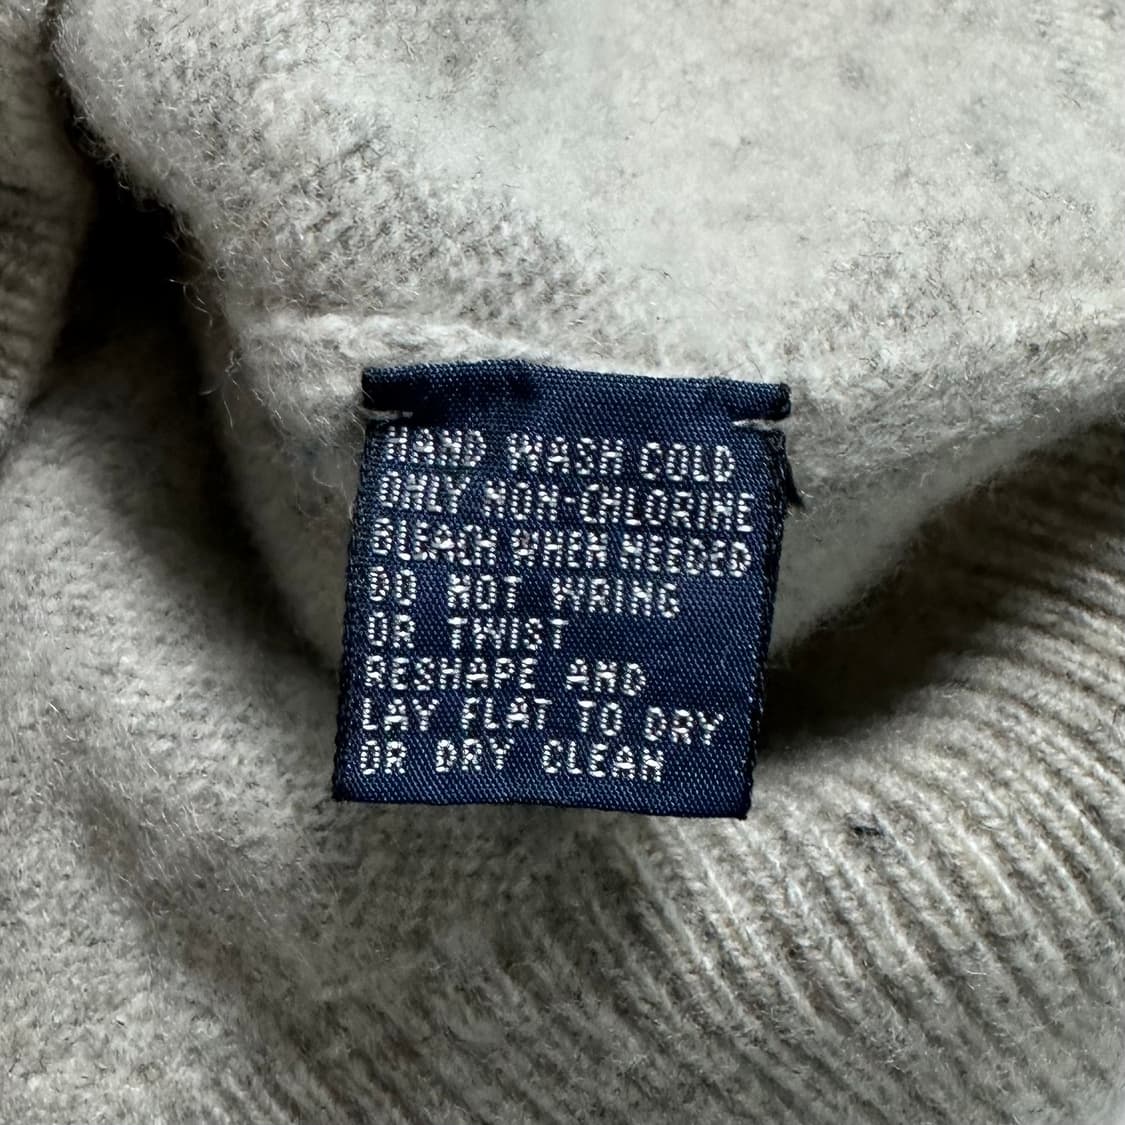 HAND WASH COLD
ONLY NON-CHLORINE
BLEACH WHEN NEEDED
DO NOT WRING
OR TWIST
RESHAPE AND
LAY FLAT TO DRY
OR DRY CLEAN